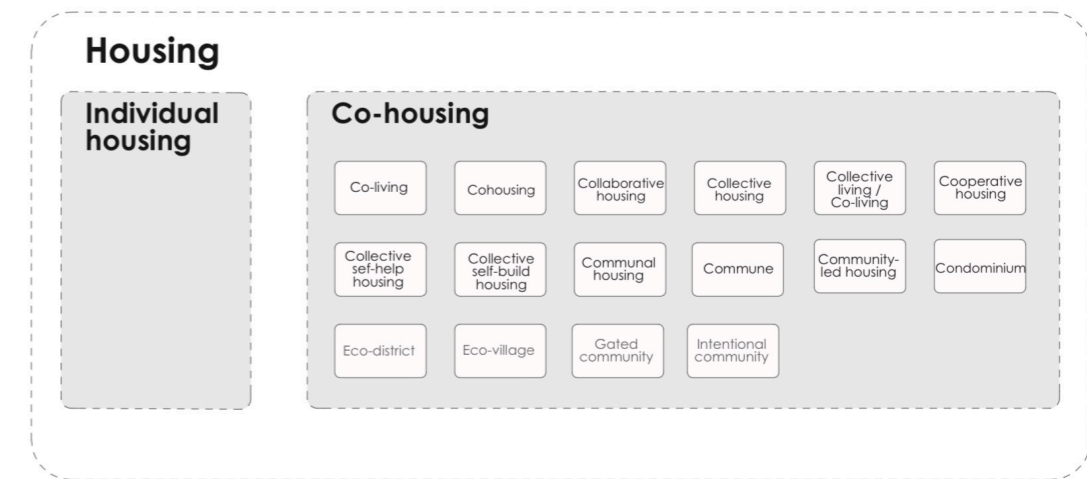 Housing
Individual
housing
Co-housing
Co-living
Cohousing
Collaborative
housing
Collective
housing
Collective
living /
Co-living
Cooperative
housing
Collective
sef-help
housing
Collective
self-build
housing
Communal
housing
Commune
Community-
led housing
Condominium
Eco-district
Eco-village
Gated
community
Intentional
community